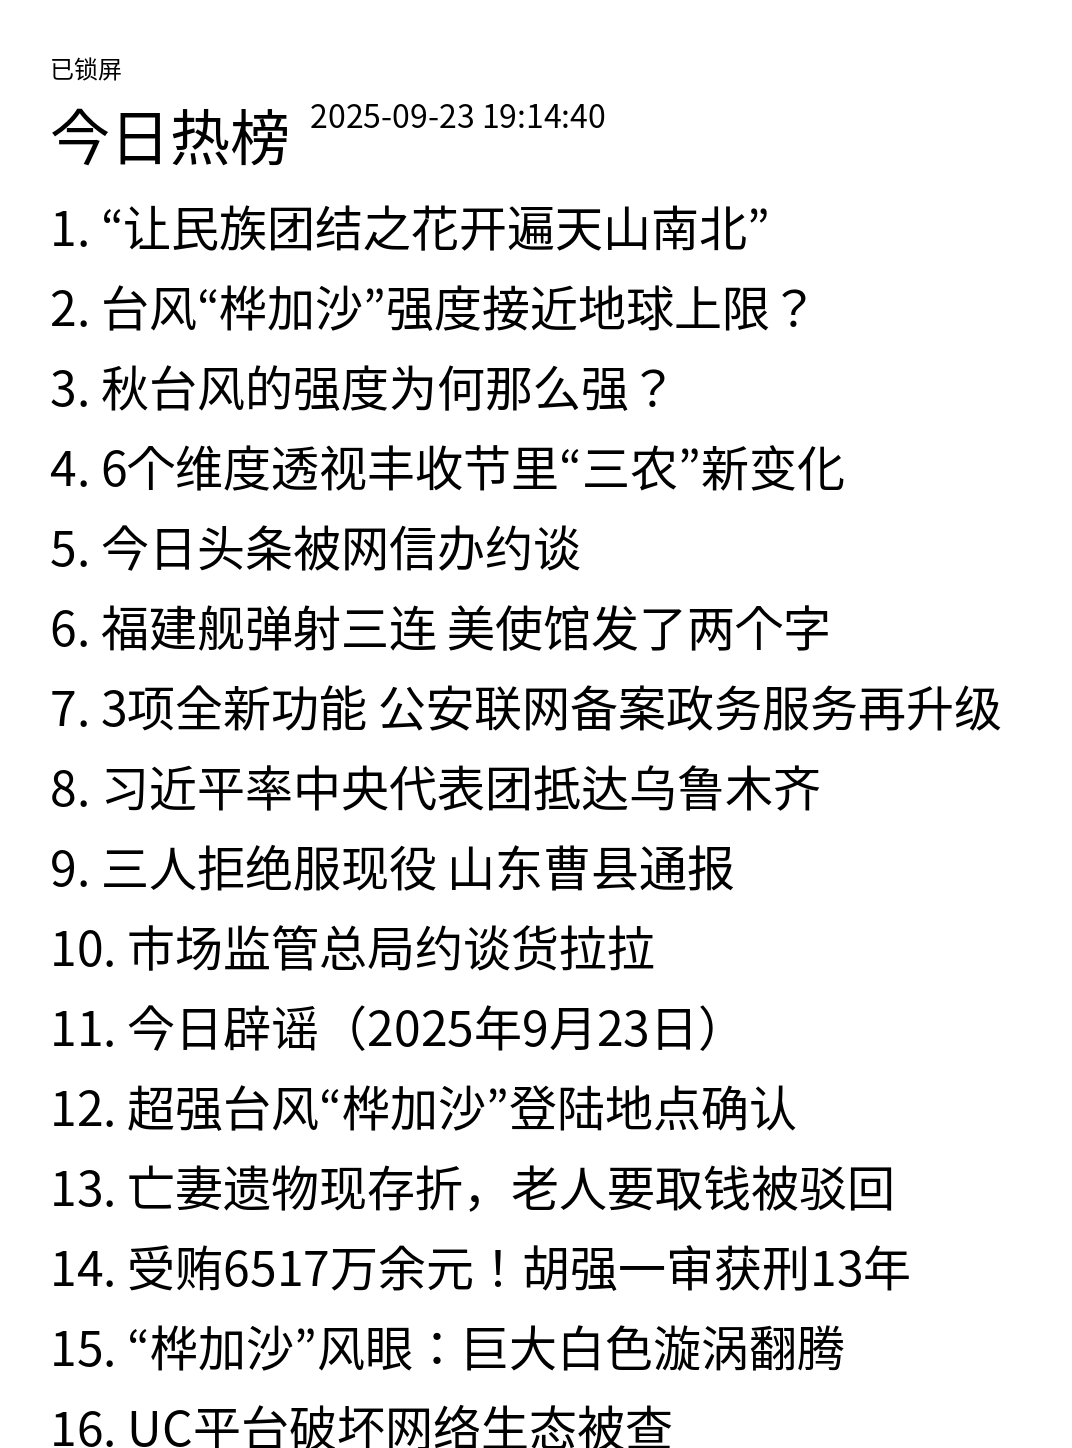 已锁屏
今日热榜 2025-09-23 19:14:40
1. “让民族团结之花开遍天山南北”
2. 台风“桦加沙”强度接近地球上限？
3. 秋台风的强度为何那么强？
4. 6个维度透视丰收节里“三农”新变化
5. 今日头条被网信办约谈
6. 福建舰弹射三连 美使馆发了两个字
7. 3项全新功能 公安联网备案政务服务再升级
8. 习近平率中央代表团抵达乌鲁木齐
9. 三人拒绝服现役 山东曹县通报
10. 市场监管总局约谈货拉拉
11. 今日辟谣（2025年9月23日）
12. 超强台风“桦加沙”登陆地点确认
13. 亡妻遗物现存折，老人要取钱被驳回
14. 受贿6517万余元！胡强一审获刑13年
15. “桦加沙”风眼：巨大白色漩涡翻腾
16. UC平台破坏网络生态被查